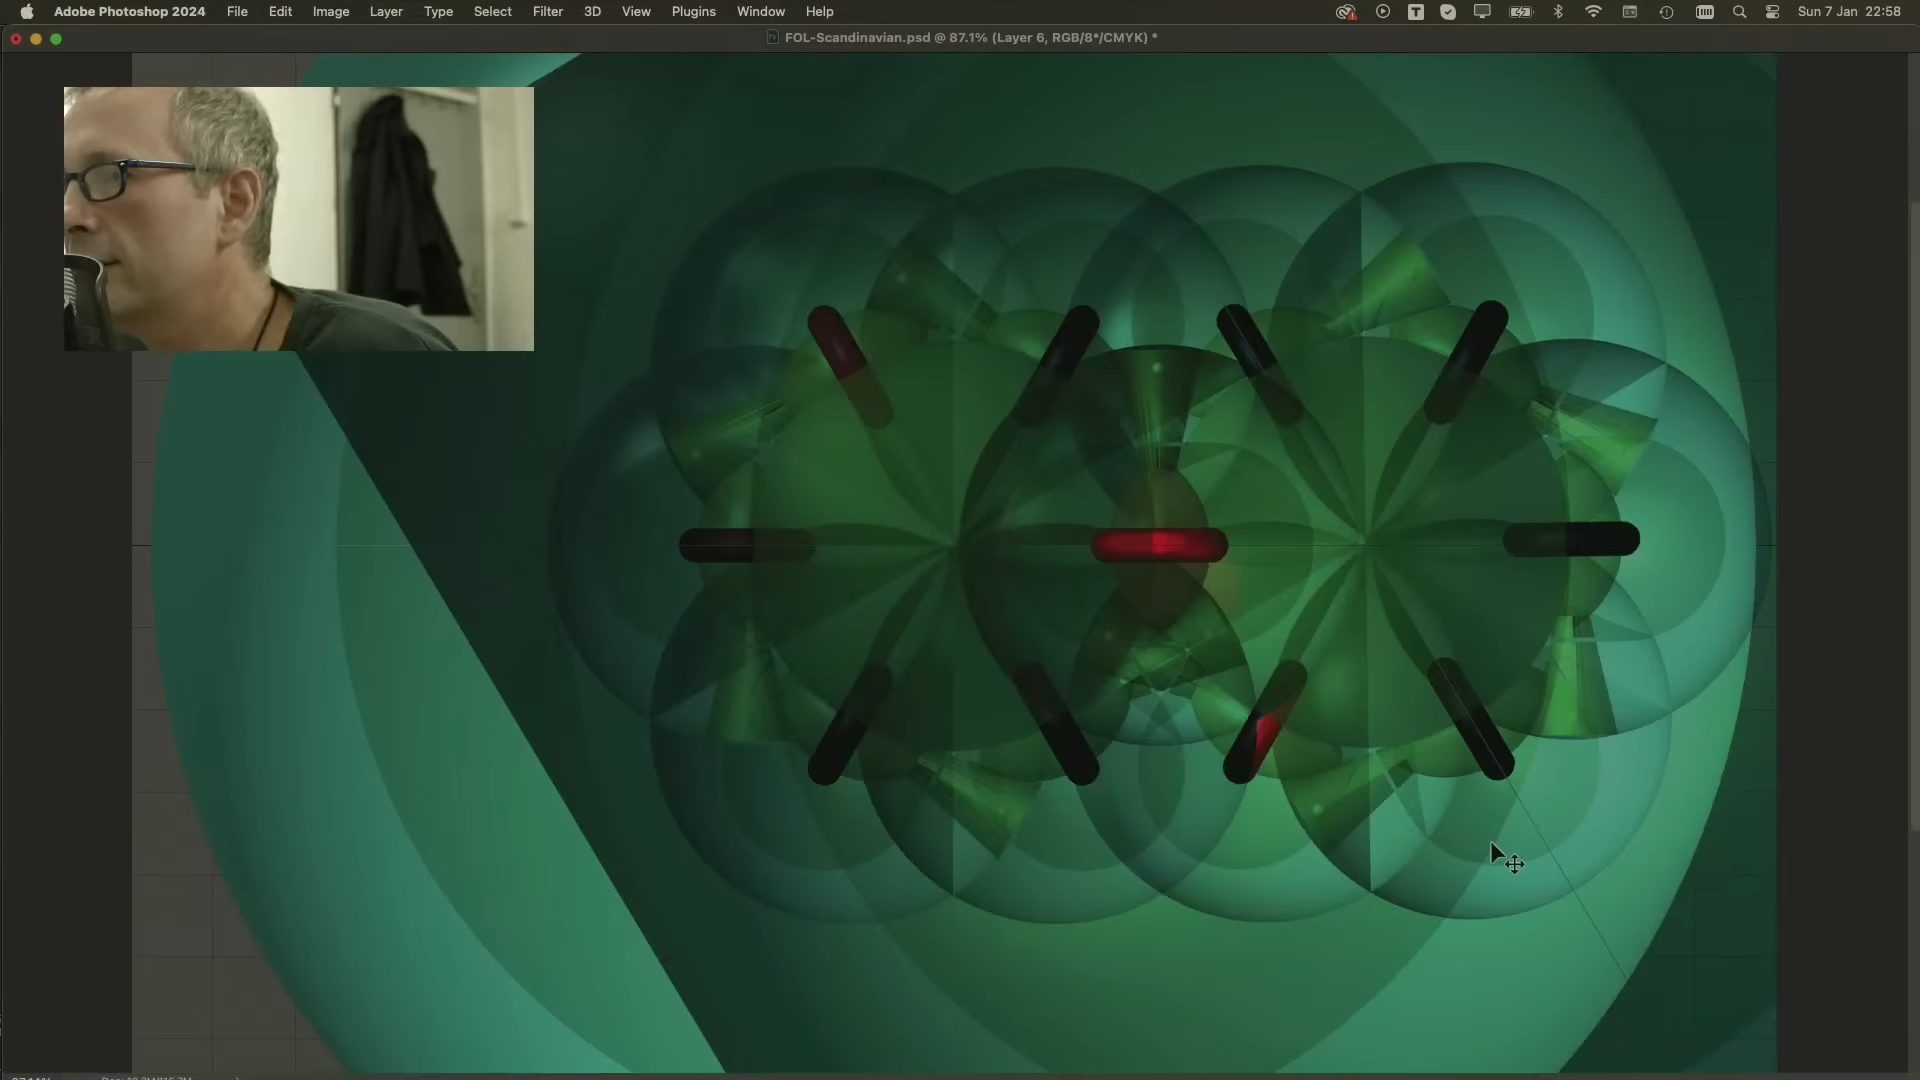 Adobe Photoshop 2024 File Edit Image Layer Type Select Filter 3D View Plugins Window Help Sun 7 Jan 22:58
FOL-Scandinavian.psd @ 87.1% (Layer 6, RGB/8*/CMYK) *